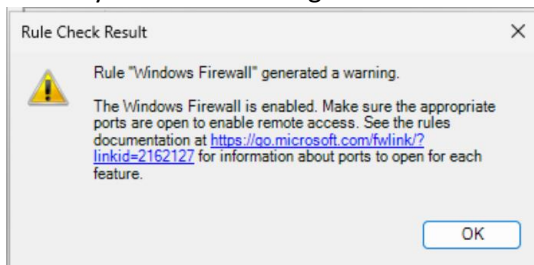 Rule Check Result
Rule "Windows Firewall" generated a warning.
The Windows Firewall is enabled. Make sure the appropriate
ports are open to enable remote access. See the rules
documentation at https://go.microsoft.com/fwlink/?
linkid=2162127 for information about ports to open for each
feature.
OK